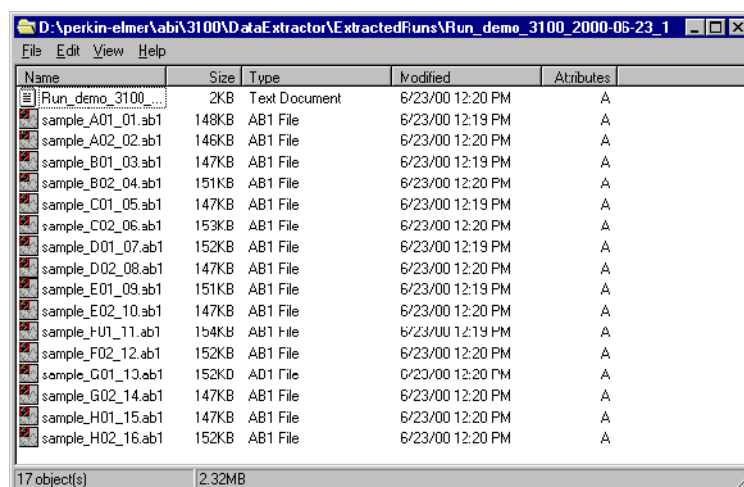 D:\perkin-elmer\abi\3100\DataExtractor\ExtractedRuns\Run_demo_3100_2000-06-23_1
File Edit View Help
Name Size Type Modified Attributes
Run_demo_3100_... 2KB Text Document 6/23/00 12:20 PM A
sample_A01_01.ab1 148KB AB1 File 6/23/00 12:19 PM A
sample_A02_02.ab1 146KB AB1 File 6/23/00 12:20 PM A
sample_B01_03.ab1 147KB AB1 File 6/23/00 12:19 PM A
sample_B02_04.ab1 151KB AB1 File 6/23/00 12:20 PM A
sample_C01_05.ab1 147KB AB1 File 6/23/00 12:19 PM A
sample_C02_06.ab1 153KB AB1 File 6/23/00 12:20 PM A
sample_D01_07.ab1 152KB AB1 File 6/23/00 12:19 PM A
sample_D02_08.ab1 147KB AB1 File 6/23/00 12:20 PM A
sample_E01_09.ab1 151KB AB1 File 6/23/00 12:19 PM A
sample_E02_10.ab1 147KB AB1 File 6/23/00 12:20 PM A
sample_F01_11.ab1 154KB AB1 File 6/23/00 12:19 PM A
sample_F02_12.ab1 152KB AB1 File 6/23/00 12:20 PM A
sample_G01_13.ab1 152KB AB1 File 6/23/00 12:20 PM A
sample_G02_14.ab1 147KB AB1 File 6/23/00 12:20 PM A
sample_H01_15.ab1 147KB AB1 File 6/23/00 12:20 PM A
sample_H02_16.ab1 152KB AB1 File 6/23/00 12:20 PM A
17 object(s) 2.32MB